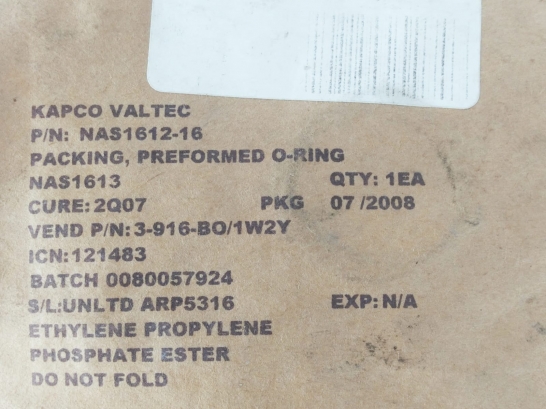 KAPCO VALTEC
P/N: NAS1612-16
PACKING, PREFORMED O-RING
NAS1613 QTY: 1EA
CURE: 2Q07 PKG 07 /2008
VEND P/N: 3-916-BO/1W2Y
ICN: 121483
BATCH 0080057924
S/L:UNLTD ARP5316 EXP: N/A
ETHYLENE PROPYLENE
PHOSPHATE ESTER
DO NOT FOLD